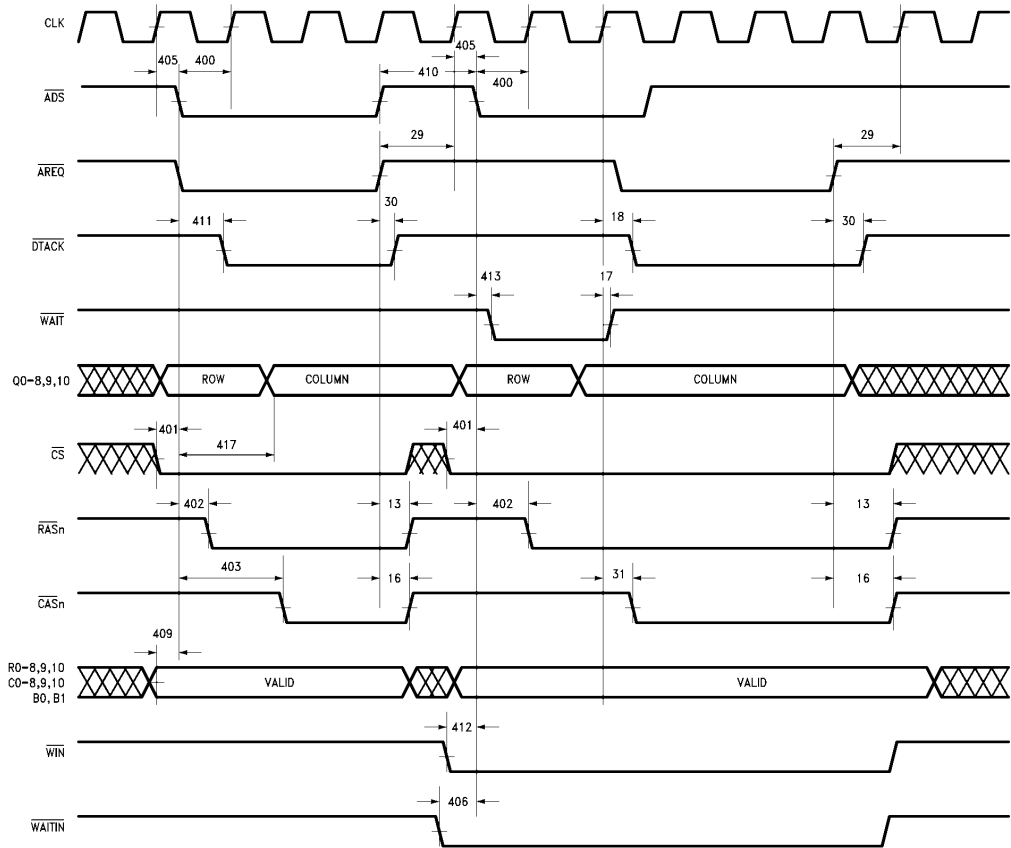 CLK
405
405 400 410 400
ADS
29 29
AREQ
30
411 18 30
DTACK
413 17
WAIT
Q0-8,9,10 ROW COLUMN ROW COLUMN
401 401
417
CS
402 13 402 13
RASn
403 16 31 16
CASn
409
R0-8,9,10
C0-8,9,10 VALID VALID
B0,B1
412
WIN
406
WAITIN